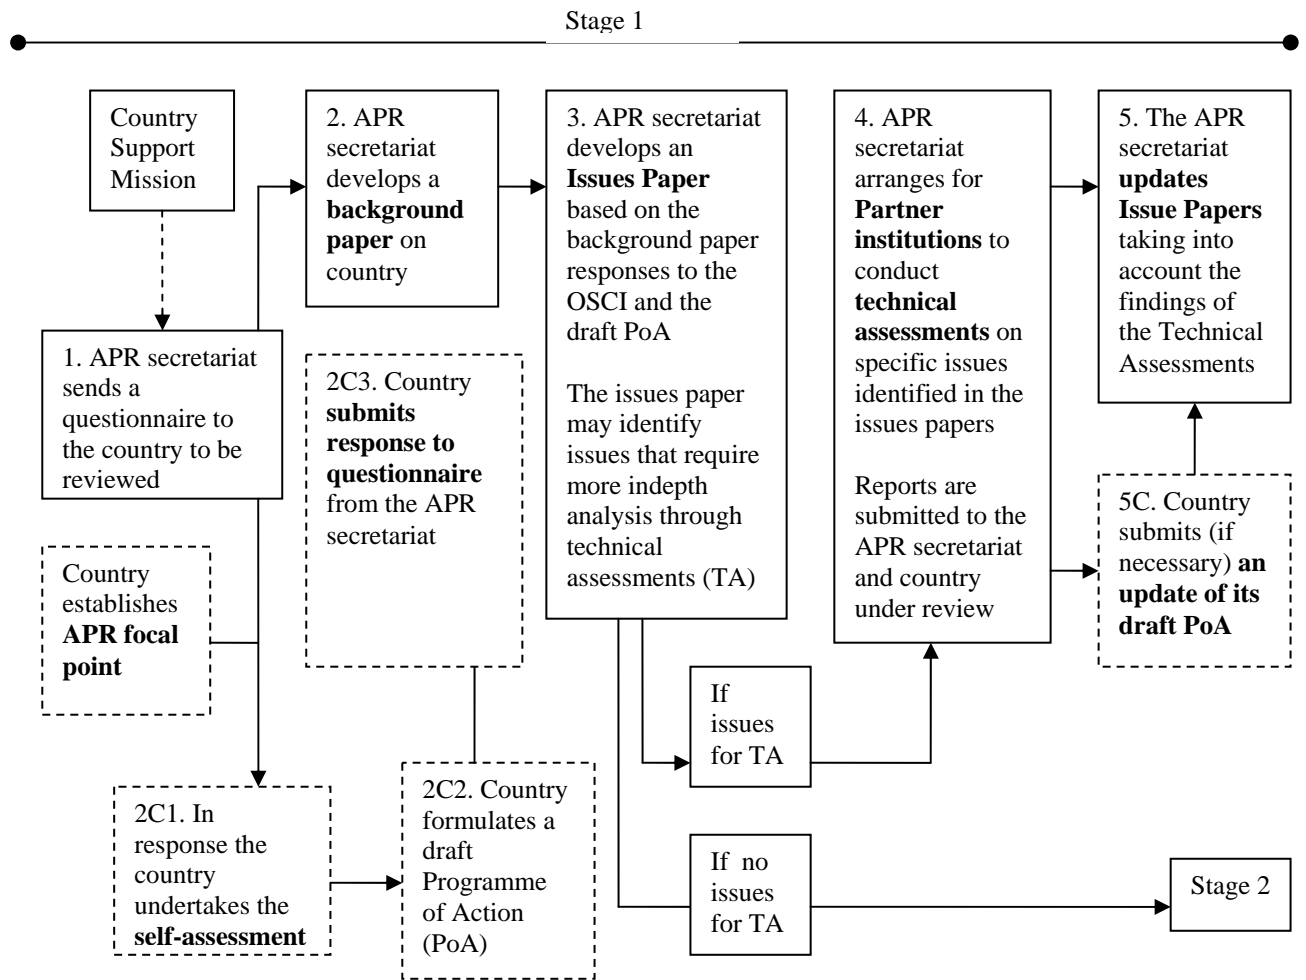 Stage 1
Country
Support
Mission
2. APR
secretariat
develops a
background
paper on
country
3. APR secretariat
develops an
Issues Paper
based on the
background paper
responses to the
OSCI and the
draft PoA
The issues paper
may identify
issues that require
more indepth
analysis through
technical
assessments (TA)
4. APR
secretariat
arranges for
Partner
institutions to
conduct
technical
assessments on
specific issues
identified in the
issues papers
Reports are
submitted to the
APR secretariat
and country
under review
5. The APR
secretariat
updates
Issue Papers
taking into
account the
findings of
the Technical
Assessments
1. APR secretariat
sends a
questionnaire to
the country to be
reviewed
2C3. Country
submits
response to
questionnaire
from the APR
secretariat
5C. Country
submits (if
necessary) an
update of its
draft PoA
Country
establishes
APR focal
point
If
issues
for TA
2C1. In
response the
country
undertakes the
self-assessment
2C2. Country
formulates a
draft
Programme
of Action
(PoA)
If no
issues
for TA
Stage 2